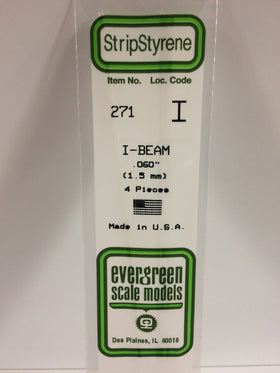 StripStyrene
Item No. Loc. Code
271 I
I-BEAM
.060"
(1.5 mm)
4 Pieces
Made in U.S.A.
evergreen
scale models
Des Plaines, IL 60018